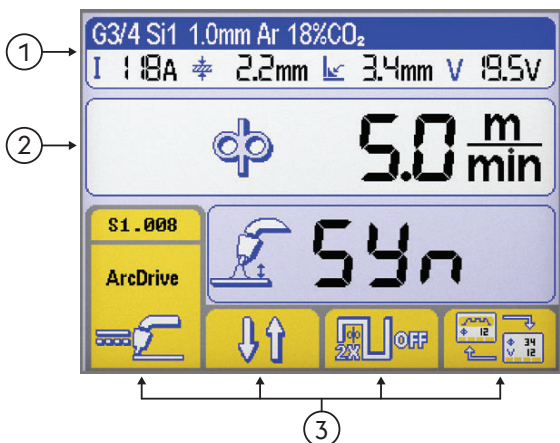 G3/4 Si1 1.0mm Ar 18%CO₂
I 118A 2.2mm 3.4mm V 19.5V
1
2
5.0 m/min
S1.008
Syn
ArcDrive
2X OFF
12
Φ 34
V 12
3